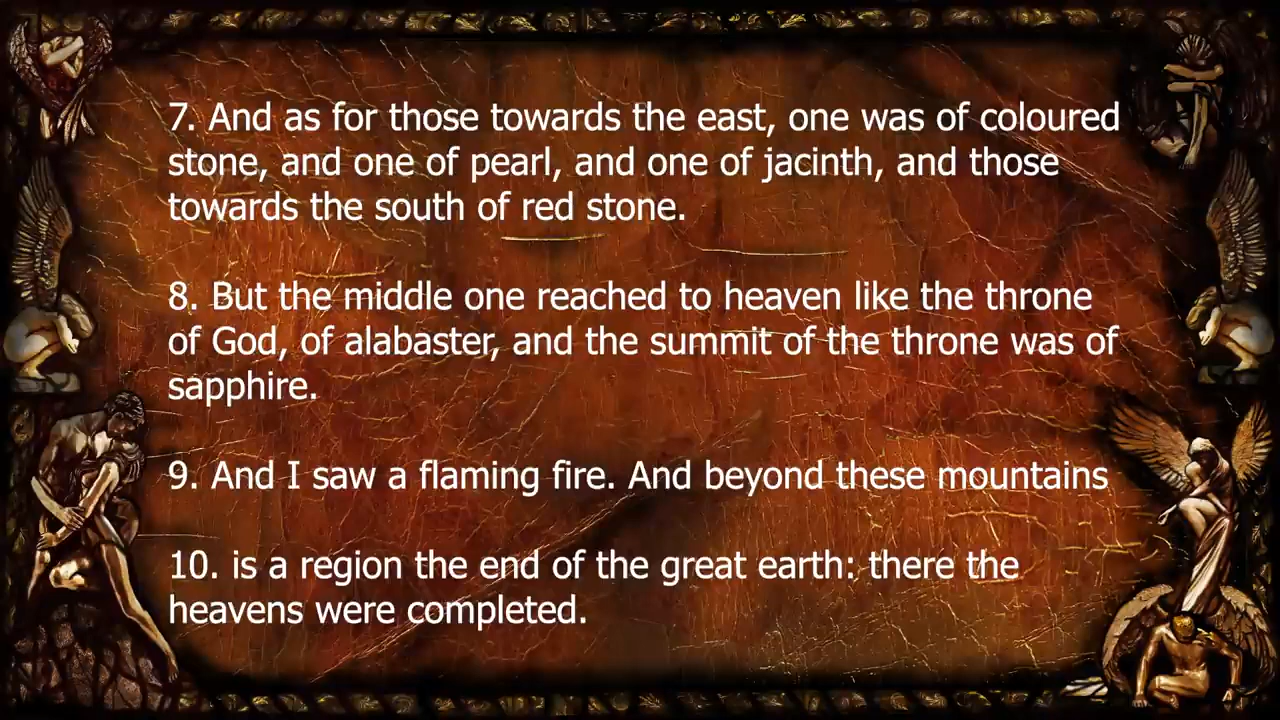 7. And as for those towards the east, one was of coloured
stone, and one of pearl, and one of jacinth, and those
towards the south of red stone.
8. But the middle one reached to heaven like the throne
of God, of alabaster, and the summit of the throne was of
sapphire.
9. And I saw a flaming fire. And beyond these mountains
10. is a region the end of the great earth: there the
heavens were completed.